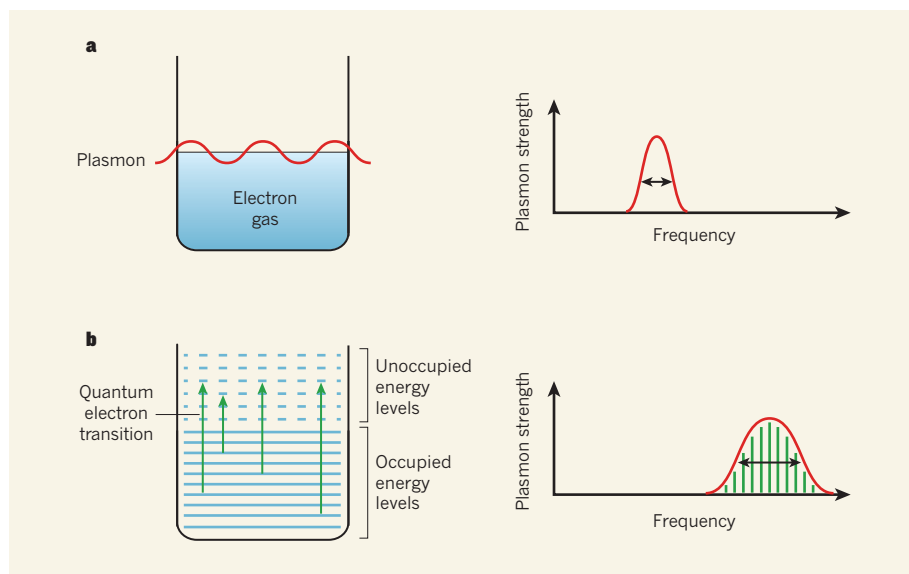 a
Plasmon
Electron
gas
Plasmon strength
Frequency
b
Quantum
electron
transition
Unoccupied
energy
levels
Occupied
energy
levels
Plasmon strength
Frequency